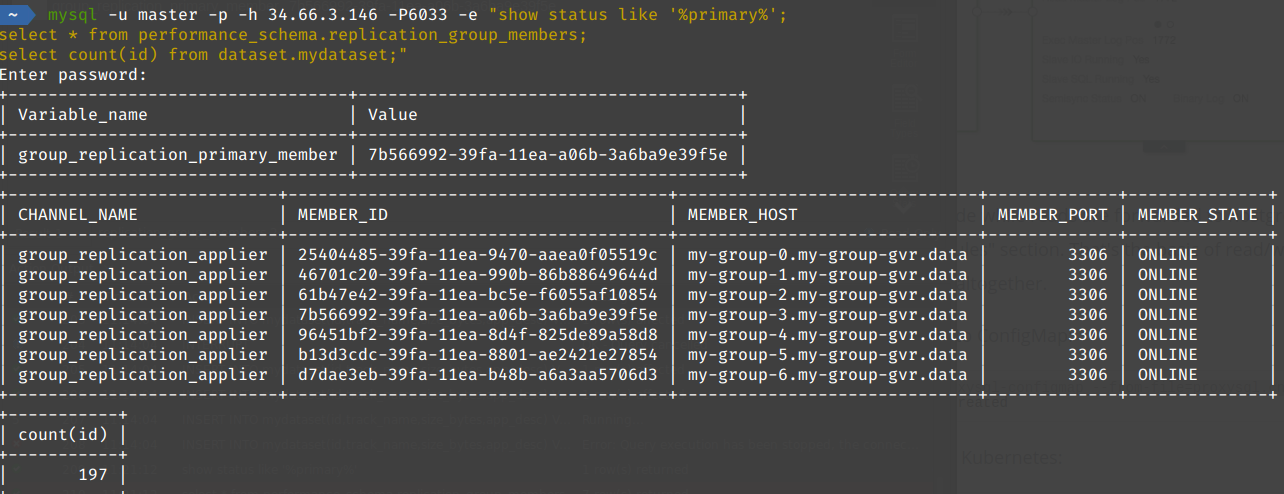 ~ mysql -u master -p -h 34.66.3.146 -P6033 -e "show status like '%primary%';
select * from performance_schema.replication_group_members;
select count(id) from dataset.mydataset;"
Enter password:
+----------------------------------+--------------------------------------+
| Variable_name                    | Value                                |
+----------------------------------+--------------------------------------+
| group_replication_primary_member | 7b566992-39fa-11ea-a06b-3a6ba9e39f5e |
+----------------------------------+--------------------------------------+
+---------------------------+--------------------------------------+------------------------------+-------------+--------------+
| CHANNEL_NAME              | MEMBER_ID                            | MEMBER_HOST                  | MEMBER_PORT | MEMBER_STATE |
+---------------------------+--------------------------------------+------------------------------+-------------+--------------+
| group_replication_applier | 25404485-39fa-11ea-9470-aaea0f05519c | my-group-0.my-group-gvr.data |        3306 | ONLINE       |
| group_replication_applier | 46701c20-39fa-11ea-990b-86b88649644d | my-group-1.my-group-gvr.data |        3306 | ONLINE       |
| group_replication_applier | 61b47e42-39fa-11ea-bc5e-f6055af10854 | my-group-2.my-group-gvr.data |        3306 | ONLINE       |
| group_replication_applier | 7b566992-39fa-11ea-a06b-3a6ba9e39f5e | my-group-3.my-group-gvr.data |        3306 | ONLINE       |
| group_replication_applier | 96451bf2-39fa-11ea-8d4f-825de89a58d8 | my-group-4.my-group-gvr.data |        3306 | ONLINE       |
| group_replication_applier | b13d3cdc-39fa-11ea-8801-ae2421e27854 | my-group-5.my-group-gvr.data |        3306 | ONLINE       |
| group_replication_applier | d7dae3eb-39fa-11ea-b48b-a6a3aa5706d3 | my-group-6.my-group-gvr.data |        3306 | ONLINE       |
+---------------------------+--------------------------------------+------------------------------+-------------+--------------+
+-----------+
| count(id) |
+-----------+
|       197 |